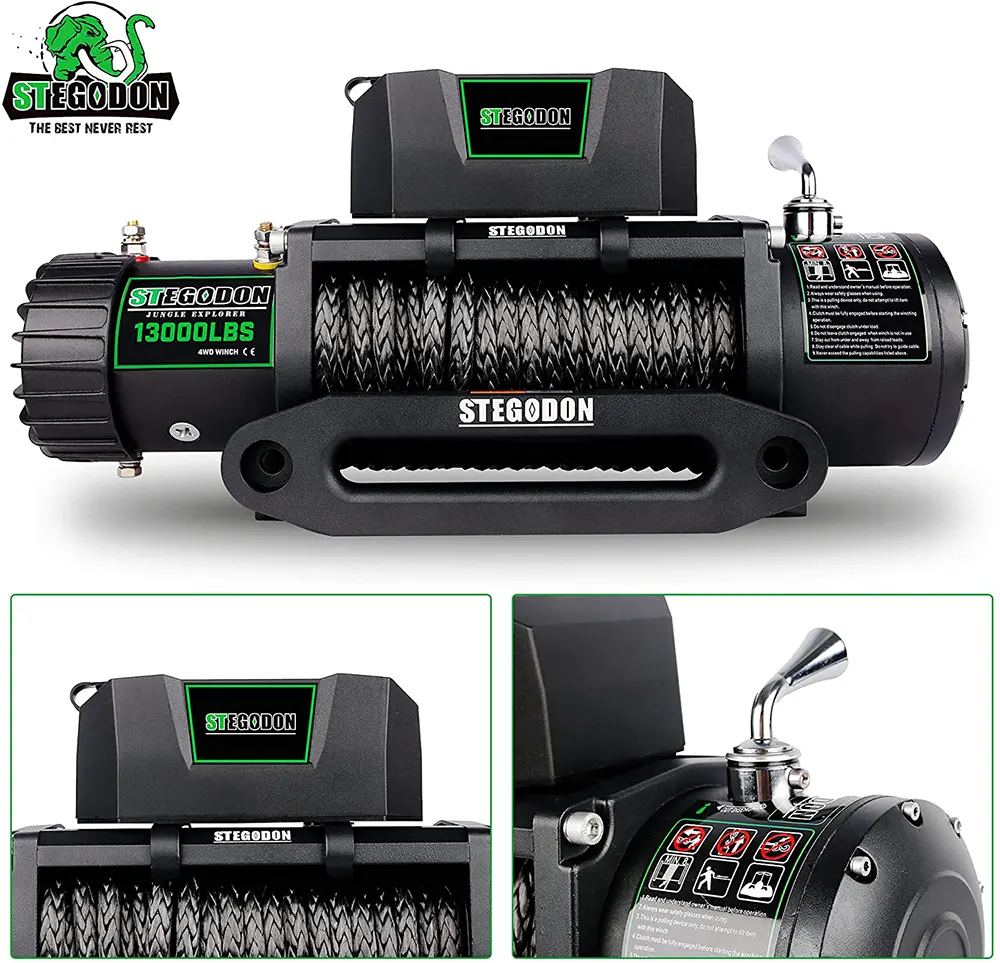 STEGODON
THE BEST NEVER REST
STEGODON
STEGODON
STEGODON
JUNGLE EXPLORER
13000LBS
4WD WINCH CE
MIN. 8
1.Read and understand owner's manual before operation.
2.Always wear safety glasses when using.
3.This is a pulling device only, do not attempt to lift item
with this winch.
4.Clutch must be fully engaged before starting the winching
operation.
5.Do not disengage clutch under load.
6.Do not leave clutch engaged when winch is not in use
7.Stay out from under and away from raised loads.
8.Stay clear of cable while pulling. Do not try to guide cable.
9.Never exceed the pulling capabilities listed above.
STEGODON
STEGODON
STEGODON
MIN. 8
1.Read and understand owner's manual before operation.
2.Always wear safety glasses when using.
3.This is a pulling device only, do not attempt to lift item
with this winch.
4.Clutch must be fully engaged before starting the winching
operation.